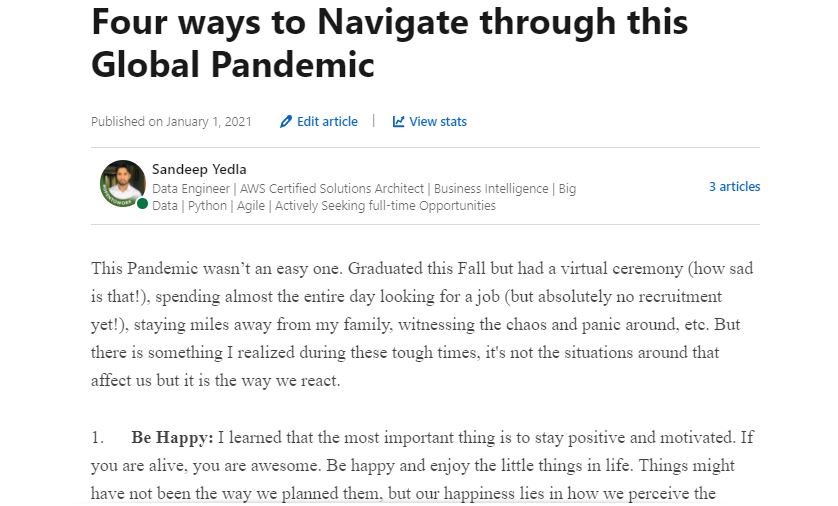 Four ways to Navigate through this
Global Pandemic
Published on January 1, 2021 Edit article | View stats
Sandeep Yedla
Data Engineer | AWS Certified Solutions Architect | Business Intelligence | Big
Data | Python | Agile | Actively Seeking full-time Opportunities
3 articles
This Pandemic wasn’t an easy one. Graduated this Fall but had a virtual ceremony (how sad
is that!), spending almost the entire day looking for a job (but absolutely no recruitment
yet!), staying miles away from my family, witnessing the chaos and panic around, etc. But
there is something I realized during these tough times, it's not the situations around that
affect us but it is the way we react.
1. Be Happy: I learned that the most important thing is to stay positive and motivated. If
you are alive, you are awesome. Be happy and enjoy the little things in life. Things might
have not been the way we planned them, but our happiness lies in how we perceive the